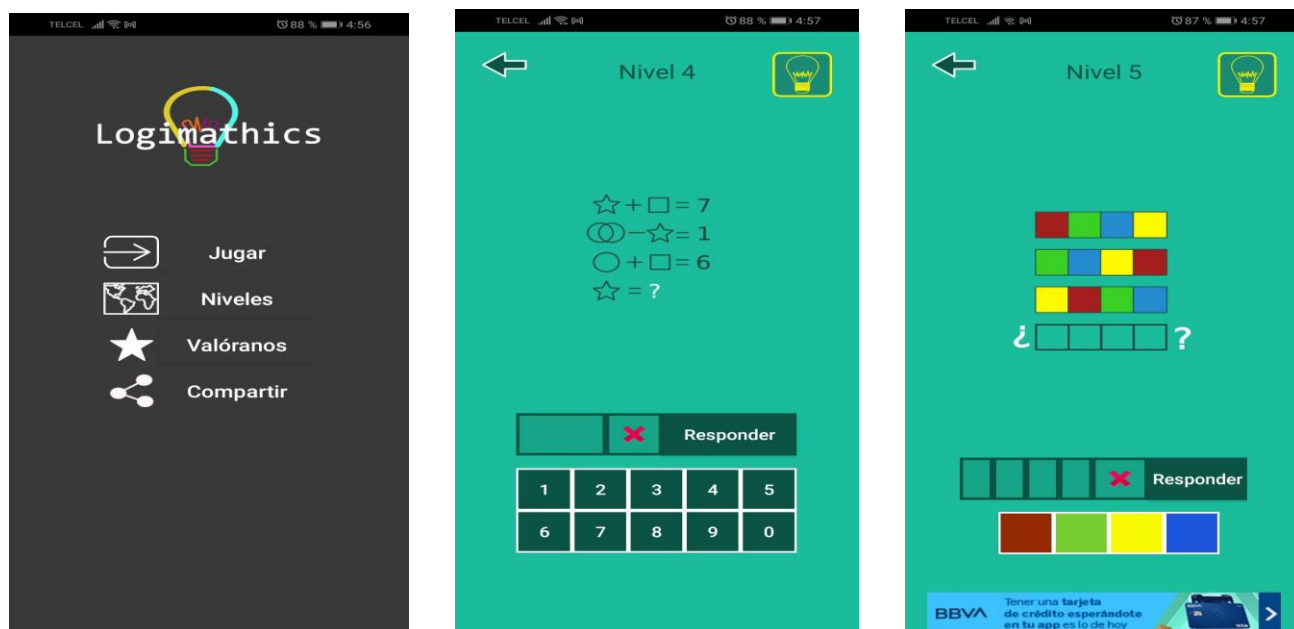 TELCEL 88 % 4:56
Logimathics
Jugar
Niveles
Valóranos
Compartir
TELCEL 88 % 4:57
Nivel 4
☆+□= 7
◯◯−☆= 1
○+□= 6
☆ = ?
Responder
1 2 3 4 5
6 7 8 9 0
TELCEL 87 % 4:57
Nivel 5
¿ ?
Responder
BBVA
Tener una tarjeta
de crédito esperándote
en tu app es lo de hoy
VISA